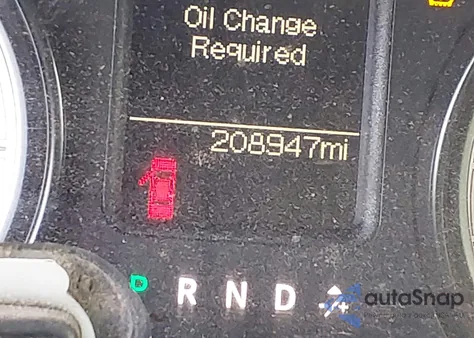 Oil Change
Required
208947mi
P R N D
autoSnap